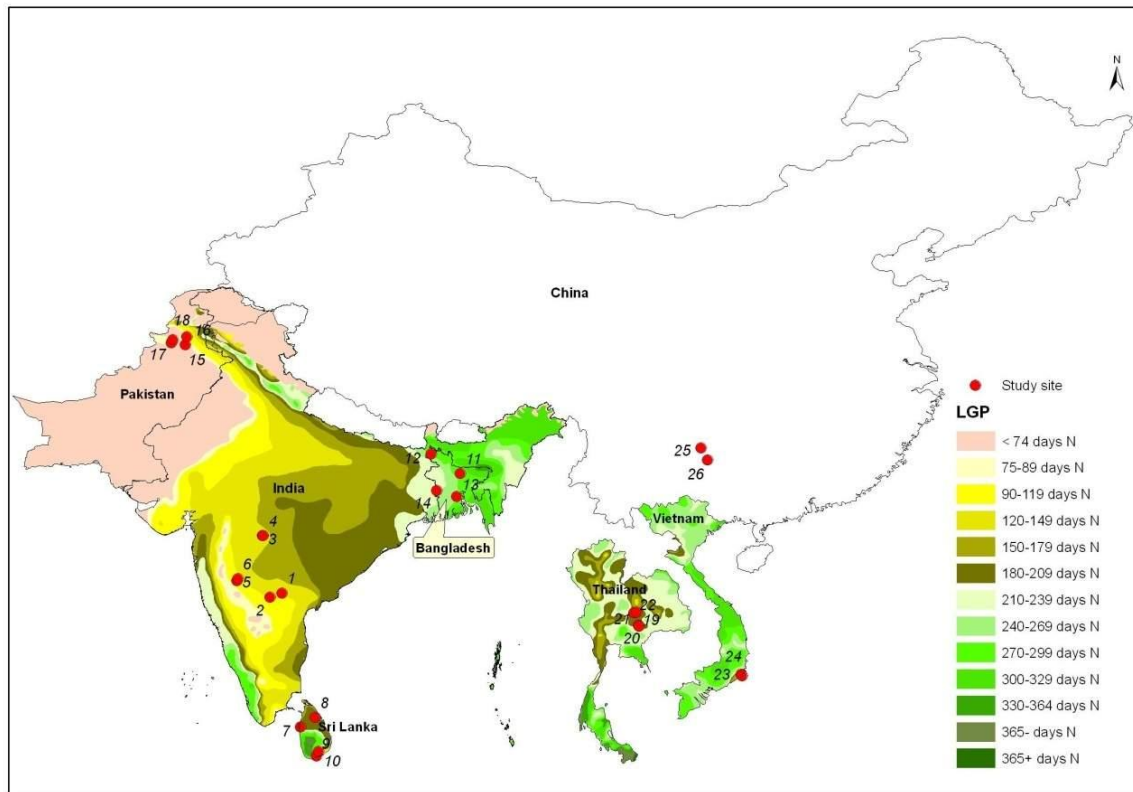 N
China
18
16
17
15
Pakistan
Study site
LGP
< 74 days N
75-89 days N
90-119 days N
120-149 days N
150-179 days N
180-209 days N
210-239 days N
240-269 days N
270-299 days N
300-329 days N
330-364 days N
365- days N
365+ days N
25
26
12
11
13
14
India
Bangladesh
Vietnam
4
3
6
5
1
2
Thailand
22
21
19
20
24
23
8
7
Sri Lanka
9
10